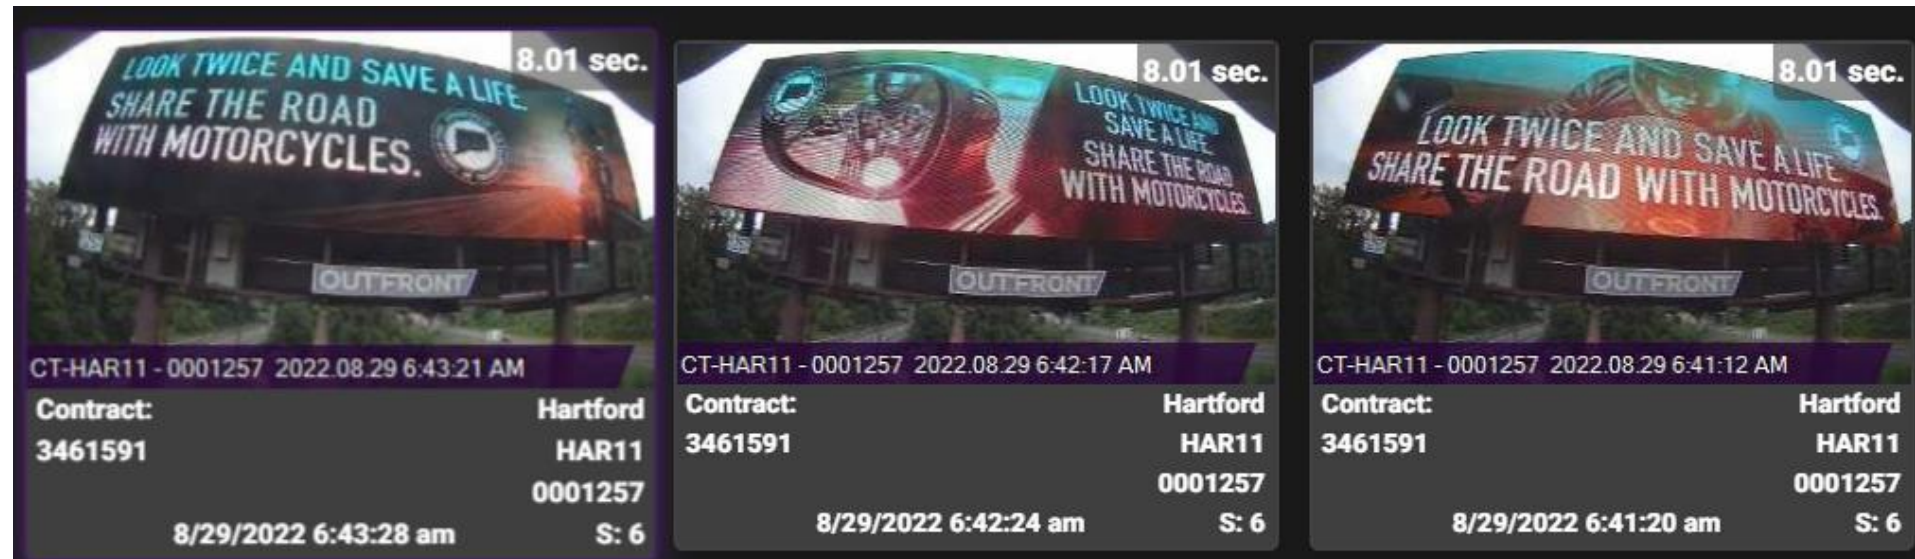 LOOK TWICE AND SAVE A LIFE.
SHARE THE ROAD
WITH MOTORCYCLES.
8.01 sec.
OUTFRONT
CT-HAR11 - 0001257 2022.08.29 6:43:21 AM
Contract:
Hartford
3461591
HAR11
0001257
8/29/2022 6:43:28 am
S: 6
8.01 sec.
LOOK TWICE AND
SAVE A LIFE.
SHARE THE ROAD
WITH MOTORCYCLES.
OUTFRONT
CT-HAR11 - 0001257 2022.08.29 6:42:17 AM
Contract:
Hartford
3461591
HAR11
0001257
8/29/2022 6:42:24 am
S: 6
8.01 sec.
LOOK TWICE AND SAVE A LIFE.
SHARE THE ROAD WITH MOTORCYCLES.
OUTFRONT
CT-HAR11 - 0001257 2022.08.29 6:41:12 AM
Contract:
Hartford
3461591
HAR11
0001257
8/29/2022 6:41:20 am
S: 6